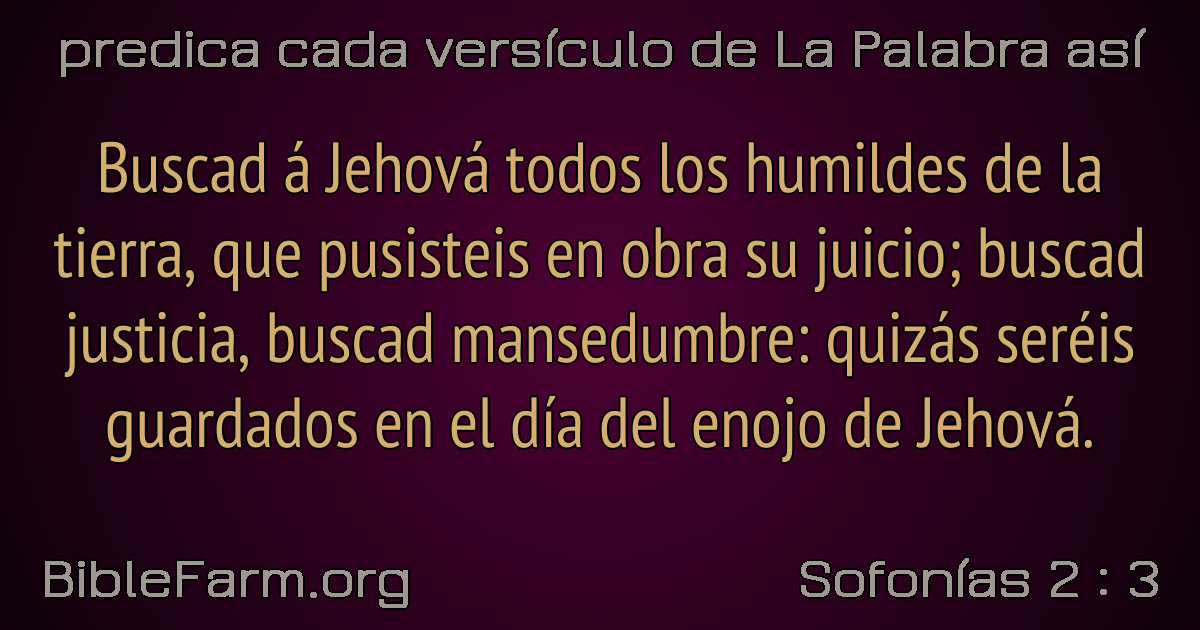 predica cada versículo de La Palabra así
Buscad á Jehová todos los humildes de la
tierra, que pusisteis en obra su juicio; buscad
justicia, buscad mansedumbre: quizás seréis
guardados en el día del enojo de Jehová.
BibleFarm.org
Sofonías 2 : 3